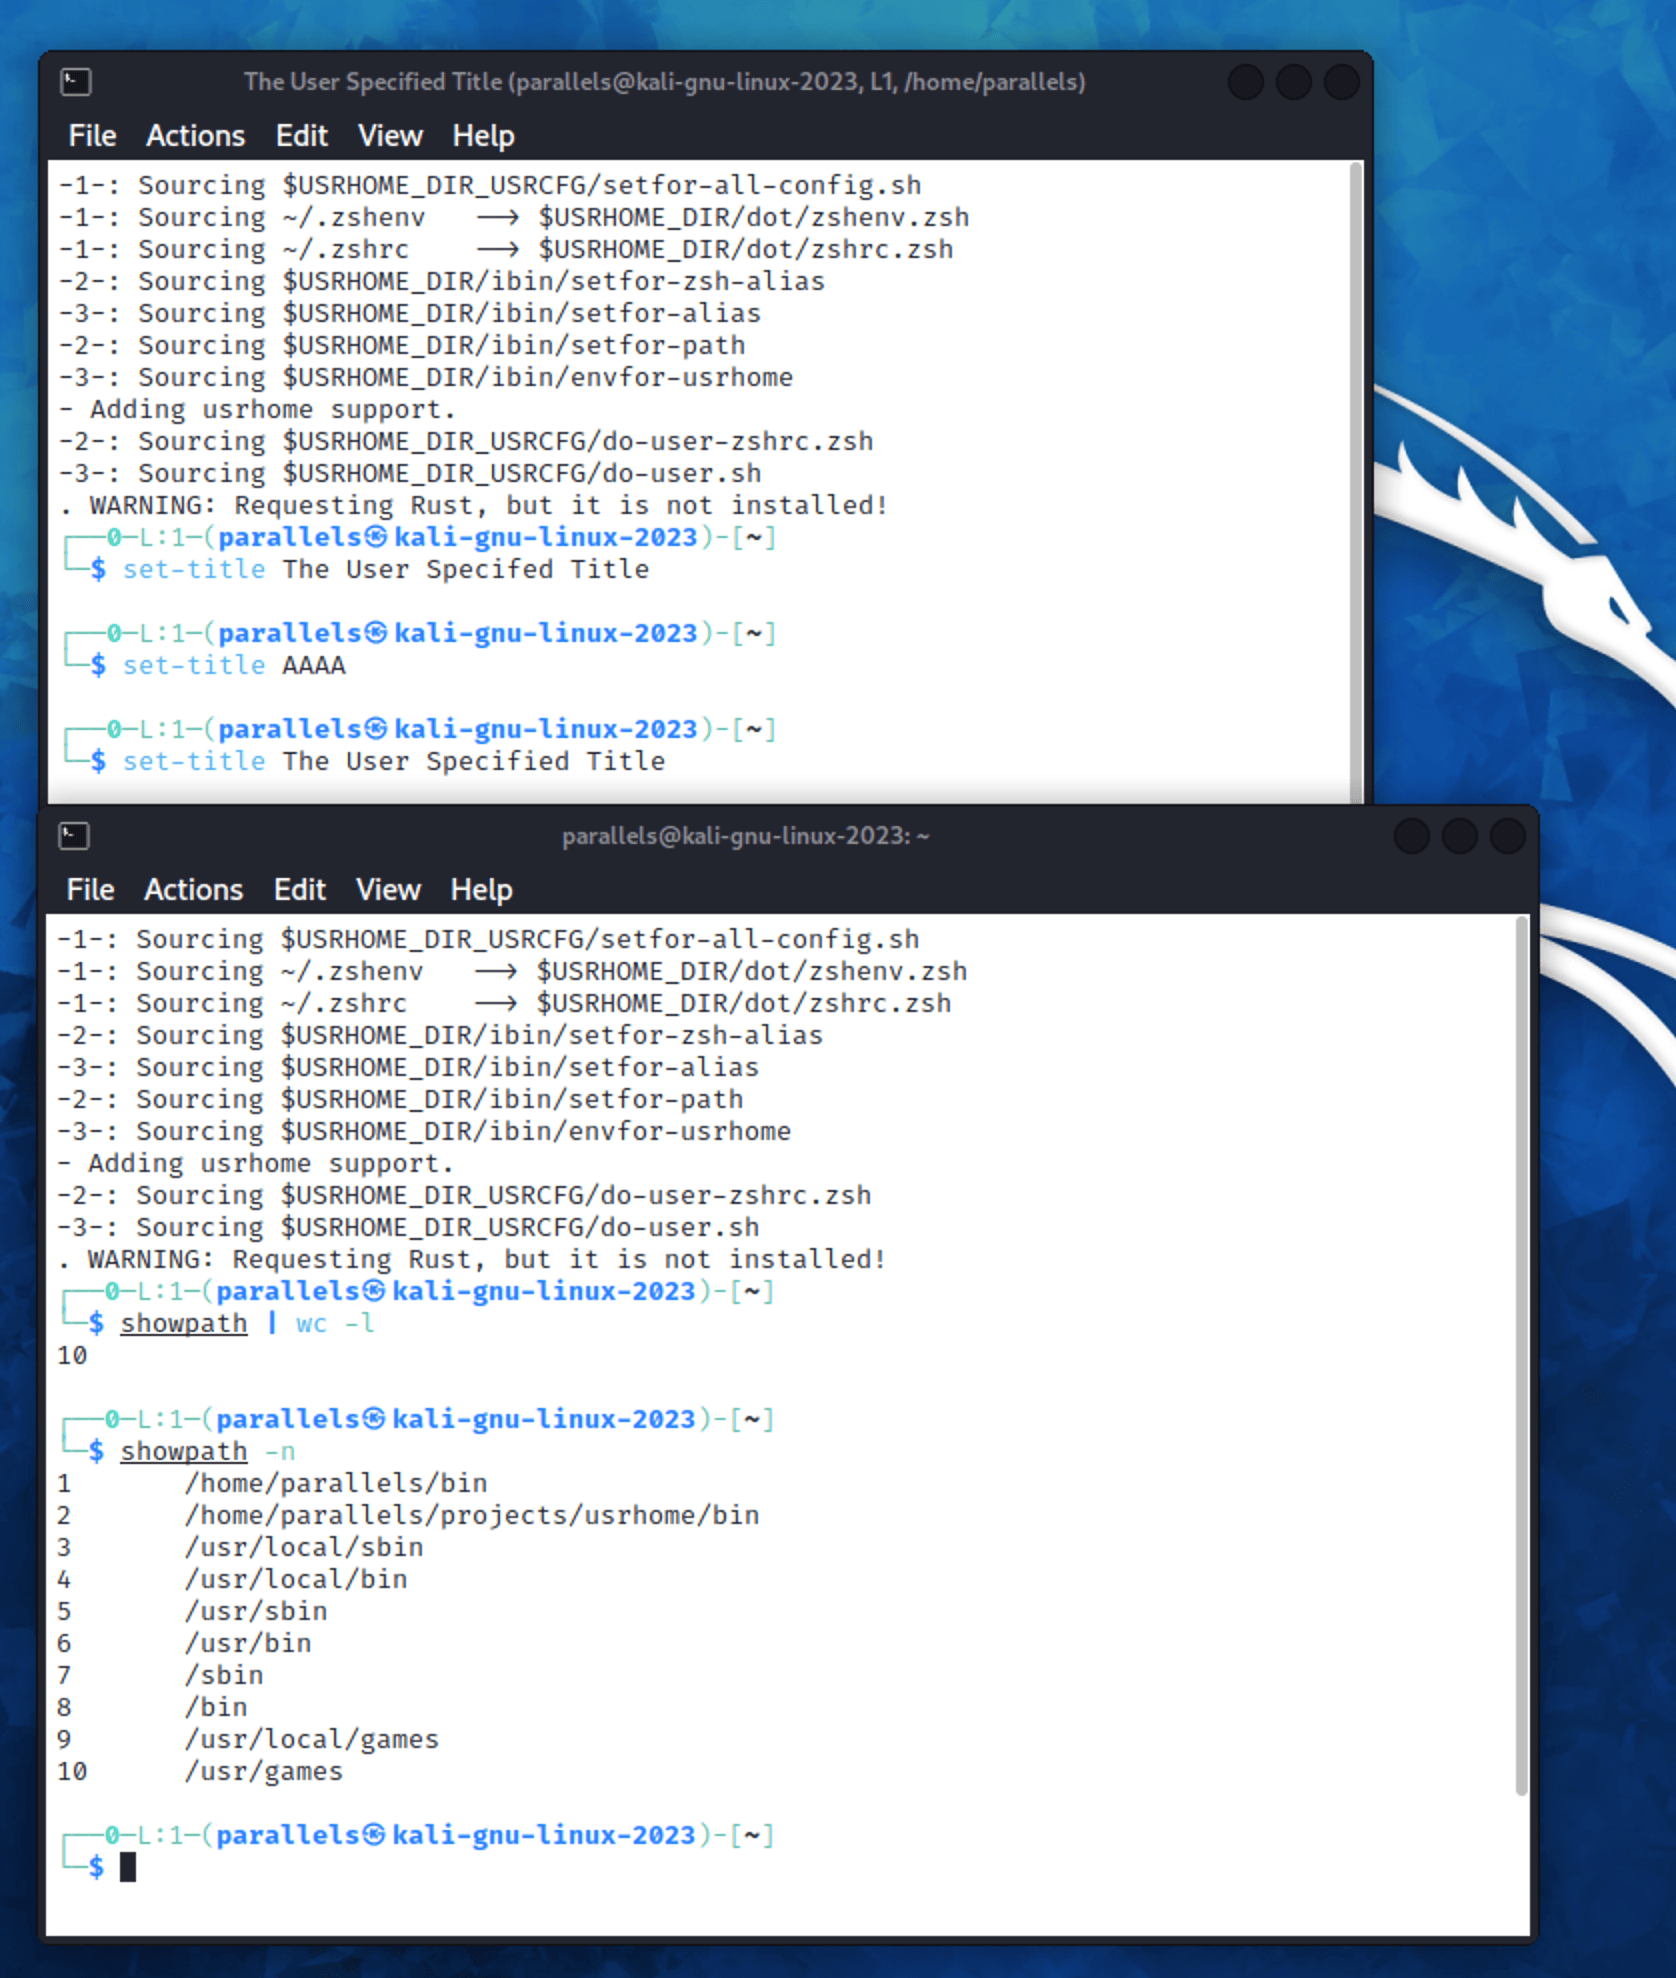 The User Specified Title (parallels@kali-gnu-linux-2023, L1, /home/parallels)
File Actions Edit View Help
-1-: Sourcing $USRHOME_DIR_USRCFG/setfor-all-config.sh
-1-: Sourcing ~/.zshenv ⟶ $USRHOME_DIR/dot/zshenv.zsh
-1-: Sourcing ~/.zshrc ⟶ $USRHOME_DIR/dot/zshrc.zsh
-2-: Sourcing $USRHOME_DIR/ibin/setfor-zsh-alias
-3-: Sourcing $USRHOME_DIR/ibin/setfor-alias
-2-: Sourcing $USRHOME_DIR/ibin/setfor-path
-3-: Sourcing $USRHOME_DIR/ibin/envfor-usrhome
- Adding usrhome support.
-2-: Sourcing $USRHOME_DIR_USRCFG/do-user-zshrc.zsh
-3-: Sourcing $USRHOME_DIR_USRCFG/do-user.sh
. WARNING: Requesting Rust, but it is not installed!
┌──0─L:1─(parallels㉿kali-gnu-linux-2023)-[~]
└─$ set-title The User Specifed Title
┌──0─L:1─(parallels㉿kali-gnu-linux-2023)-[~]
└─$ set-title AAAA
┌──0─L:1─(parallels㉿kali-gnu-linux-2023)-[~]
└─$ set-title The User Specified Title
parallels@kali-gnu-linux-2023: ~
File Actions Edit View Help
-1-: Sourcing $USRHOME_DIR_USRCFG/setfor-all-config.sh
-1-: Sourcing ~/.zshenv ⟶ $USRHOME_DIR/dot/zshenv.zsh
-1-: Sourcing ~/.zshrc ⟶ $USRHOME_DIR/dot/zshrc.zsh
-2-: Sourcing $USRHOME_DIR/ibin/setfor-zsh-alias
-3-: Sourcing $USRHOME_DIR/ibin/setfor-alias
-2-: Sourcing $USRHOME_DIR/ibin/setfor-path
-3-: Sourcing $USRHOME_DIR/ibin/envfor-usrhome
- Adding usrhome support.
-2-: Sourcing $USRHOME_DIR_USRCFG/do-user-zshrc.zsh
-3-: Sourcing $USRHOME_DIR_USRCFG/do-user.sh
. WARNING: Requesting Rust, but it is not installed!
┌──0─L:1─(parallels㉿kali-gnu-linux-2023)-[~]
└─$ showpath | wc -l
10
┌──0─L:1─(parallels㉿kali-gnu-linux-2023)-[~]
└─$ showpath -n
1 /home/parallels/bin
2 /home/parallels/projects/usrhome/bin
3 /usr/local/sbin
4 /usr/local/bin
5 /usr/sbin
6 /usr/bin
7 /sbin
8 /bin
9 /usr/local/games
10 /usr/games
┌──0─L:1─(parallels㉿kali-gnu-linux-2023)-[~]
└─$